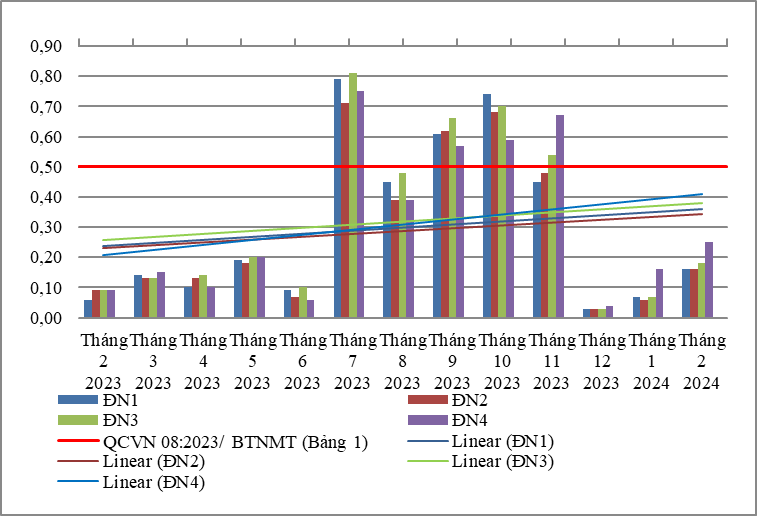 0,90
0,80
0,70
0,60
0,50
0,40
0,30
0,20
0,10
0,00
Tháng Tháng Tháng Tháng Tháng Tháng Tháng Tháng Tháng Tháng Tháng Tháng Tháng
2 3 4 5 6 7 8 9 10 11 12 1 2
2023 2023 2023 2023 2023 2023 2023 2023 2023 2023 2023 2024 2024
ĐN1 ĐN2
ĐN3 ĐN4
QCVN 08:2023/ BTNMT (Bảng 1) Linear (ĐN1)
Linear (ĐN2) Linear (ĐN3)
Linear (ĐN4)